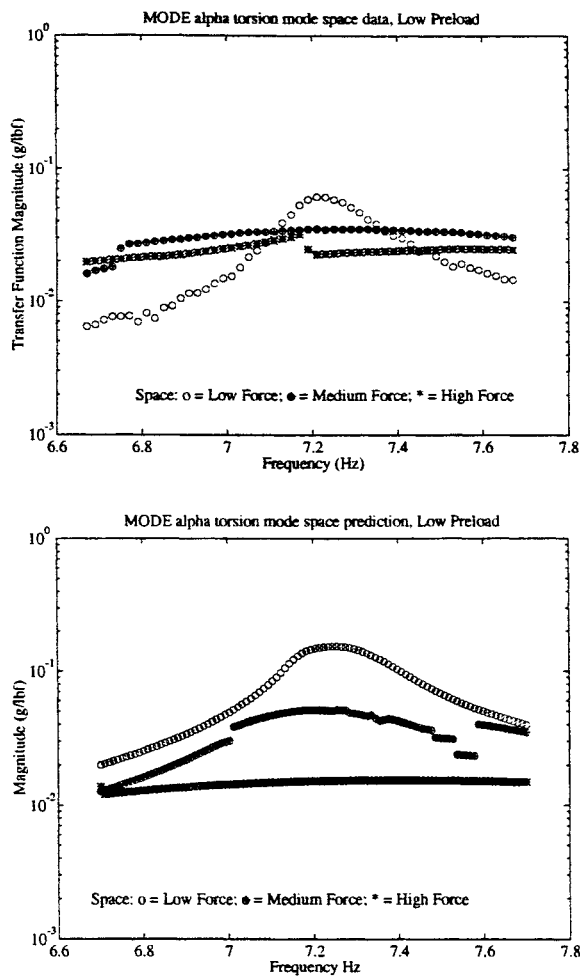 MODE alpha torsion mode space data, Low Preload
10^0
10^-1
10^-2
10^-3
Transfer Function Magnitude (g/lbf)
Space: o = Low Force; ● = Medium Force; * = High Force
6.6 6.8 7 7.2 7.4 7.6 7.8
Frequency (Hz)
MODE alpha torsion mode space prediction, Low Preload
10^0
10^-1
10^-2
10^-3
Magnitude (g/lbf)
Space: o = Low Force; ● = Medium Force; * = High Force
6.6 6.8 7 7.2 7.4 7.6 7.8
Frequency Hz